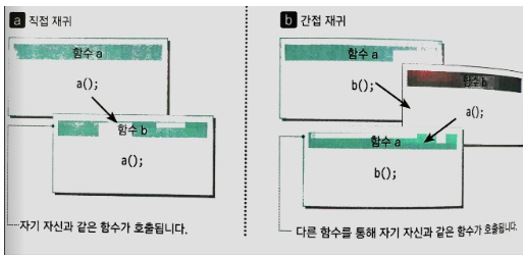 a 직접 재귀
함수 a
a();
함수 b
a();
자기 자신과 같은 함수가 호출됩니다.
b 간접 재귀
함수 a
b();
함수 b
a();
함수 a
b();
다른 함수를 통해 자기 자신과 같은 함수가 호출됩니다.